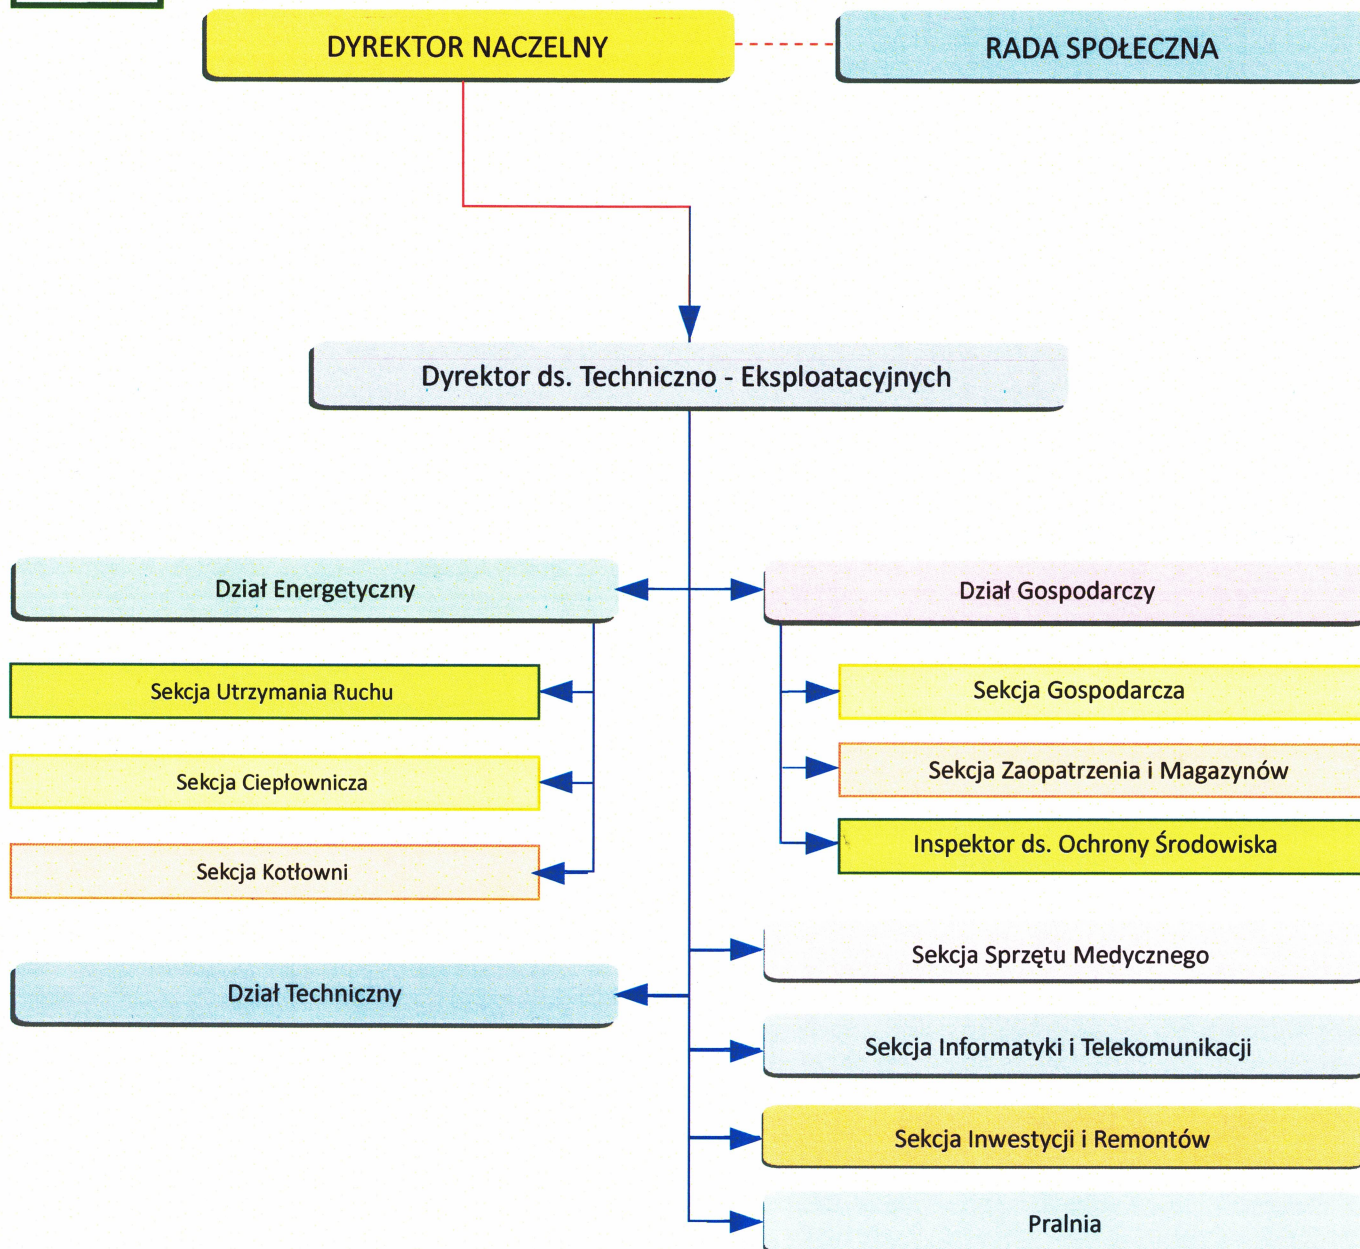 DYREKTOR NACZELNY
RADA SPOŁECZNA
Dyrektor ds. Techniczno - Eksploatacyjnych
Dział Energetyczny
Dział Gospodarczy
Sekcja Utrzymania Ruchu
Sekcja Gospodarcza
Sekcja Ciepłownicza
Sekcja Zaopatrzenia i Magazynów
Inspektor ds. Ochrony Środowiska
Sekcja Kotłowni
Sekcja Sprzętu Medycznego
Dział Techniczny
Sekcja Informatyki i Telekomunikacji
Sekcja Inwestycji i Remontów
Pralnia